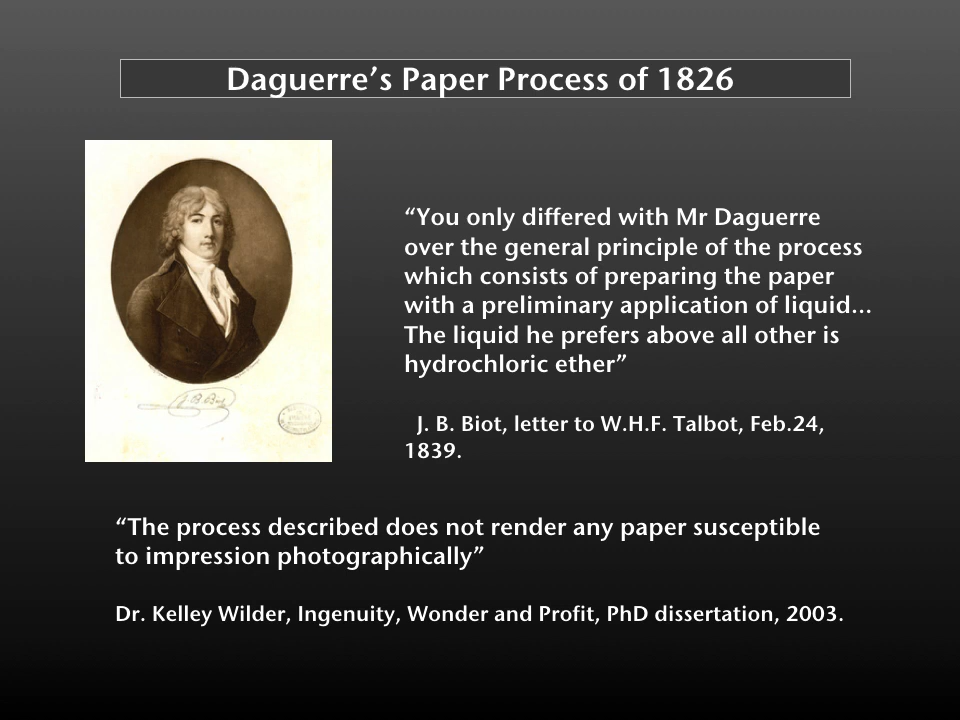 Daguerre’s Paper Process of 1826
“You only differed with Mr Daguerre
over the general principle of the process
which consists of preparing the paper
with a preliminary application of liquid...
The liquid he prefers above all other is
hydrochloric ether”
J. B. Biot, letter to W.H.F. Talbot, Feb.24,
1839.
J. B. Biot
“The process described does not render any paper susceptible
to impression photographically”
Dr. Kelley Wilder, Ingenuity, Wonder and Profit, PhD dissertation, 2003.